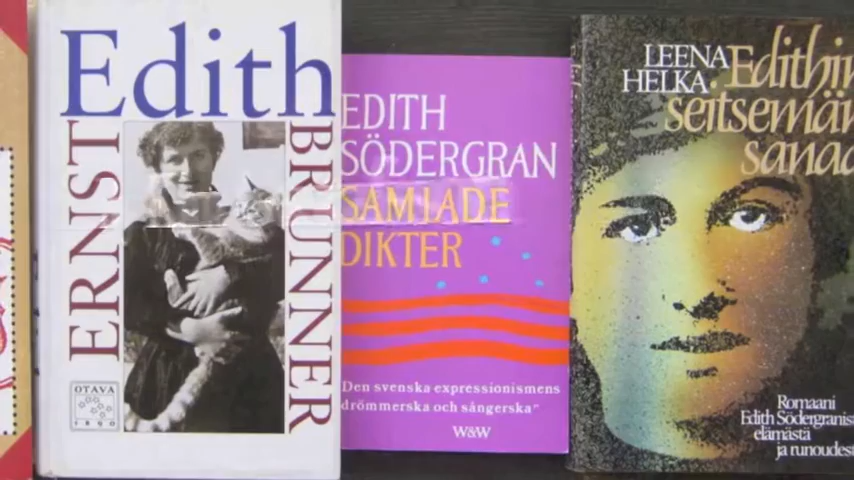 Edith
ERNST
BRUNNER
OTAVA
1890
EDITH
SÖDERGRAN
SAMLADE
DIKTER
Den svenska expressionismens
drömmerska och sångerska"
W&W
LEENA
HELKA
Edithin
seitsemän
sanaa
Romaani
Edith Södergranin
elämästä
ja runoudesta